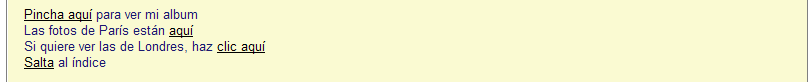 Pincha aquí para ver mi album
Las fotos de París están aquí
Si quiere ver las de Londres, haz clic aquí
Salta al índice